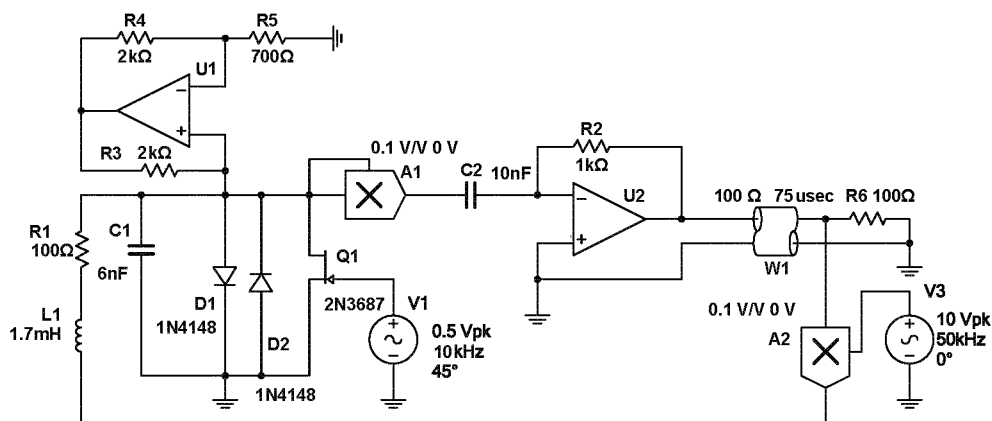 R4
2kΩ
R5
700Ω
U1
−
+
R3
2kΩ
0.1 V/V 0 V
A1
C2
10nF
R2
1kΩ
−
+
U2
100 Ω
75usec
W1
R6 100Ω
R1
100Ω
C1
6nF
L1
1.7mH
D1
1N4148
D2
1N4148
Q1
2N3687
V1
+
−
0.5 Vpk
10kHz
45°
0.1 V/V 0 V
A2
V3
+
−
10 Vpk
50kHz
0°